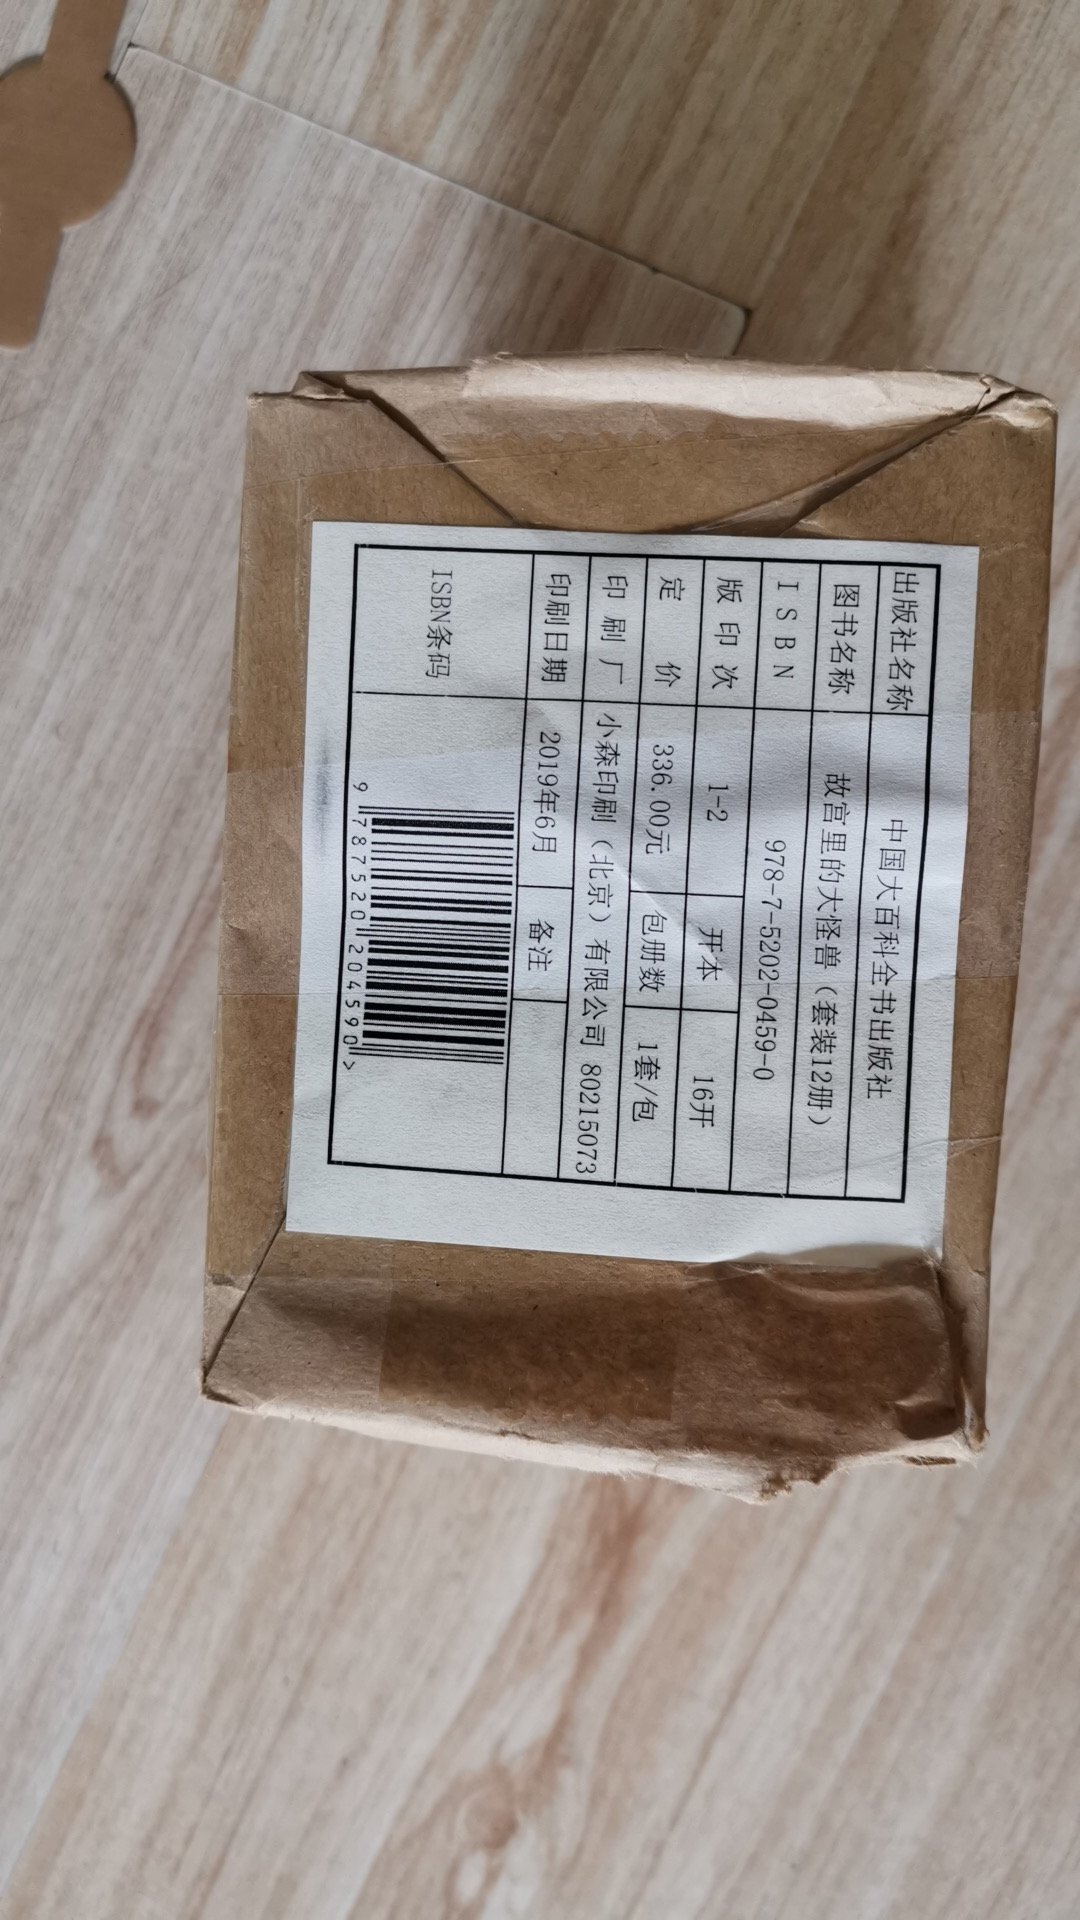 出版社名称 中国大百科全书出版社
图书名称 故宫里的大怪兽（套装12册）
ISBN 978-7-5202-0459-0
版印次 1-2 开本 16开
定价 336.00元 包册数 1套/包
印刷厂 小森印刷（北京）有限公司 80215073
印刷日期 2019年6月 备注
ISBN条码
9 787520 204590 >